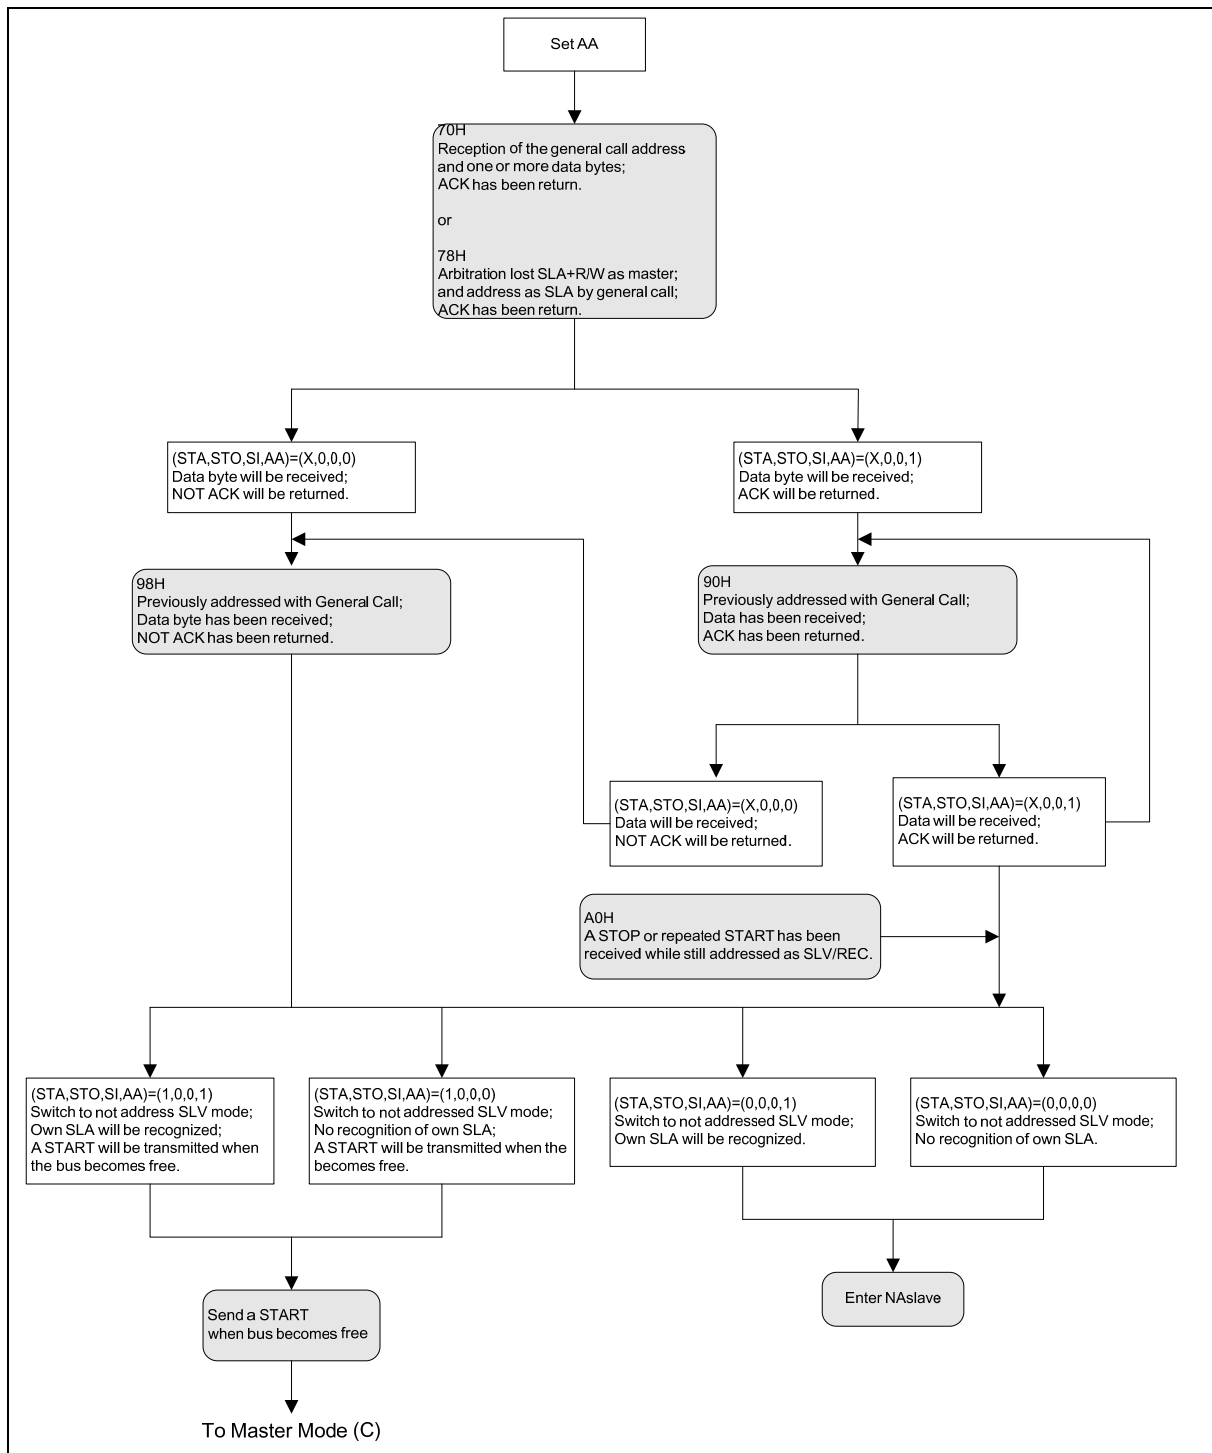 Set AA
70H
Reception of the general call address
and one or more data bytes;
ACK has been return.
or
78H
Arbitration lost SLA+R/W as master;
and address as SLA by general call;
ACK has been return.
(STA,STO,SI,AA)=(X,0,0,0)
Data byte will be received;
NOT ACK will be returned.
(STA,STO,SI,AA)=(X,0,0,1)
Data byte will be received;
ACK will be returned.
98H
Previously addressed with General Call;
Data byte has been received;
NOT ACK has been returned.
90H
Previously addressed with General Call;
Data has been received;
ACK has been returned.
(STA,STO,SI,AA)=(X,0,0,0)
Data will be received;
NOT ACK will be returned.
(STA,STO,SI,AA)=(X,0,0,1)
Data will be received;
ACK will be returned.
A0H
A STOP or repeated START has been
received while still addressed as SLV/REC.
(STA,STO,SI,AA)=(1,0,0,1)
Switch to not address SLV mode;
Own SLA will be recognized;
A START will be transmitted when
the bus becomes free.
(STA,STO,SI,AA)=(1,0,0,0)
Switch to not addressed SLV mode;
No recognition of own SLA;
A START will be transmitted when the
becomes free.
(STA,STO,SI,AA)=(0,0,0,1)
Switch to not addressed SLV mode;
Own SLA will be recognized.
(STA,STO,SI,AA)=(0,0,0,0)
Switch to not addressed SLV mode;
No recognition of own SLA.
Send a START
when bus becomes free
Enter NAslave
To Master Mode (C)